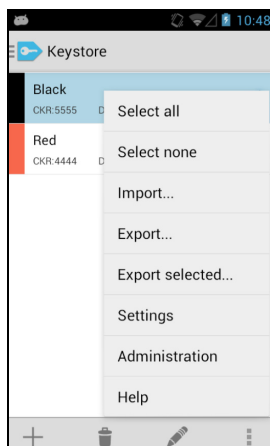 10:48
Keystore
Black
CKR:5555 D
Select all
Red
CKR:4444 D
Select none
Import...
Export...
Export selected...
Settings
Administration
Help